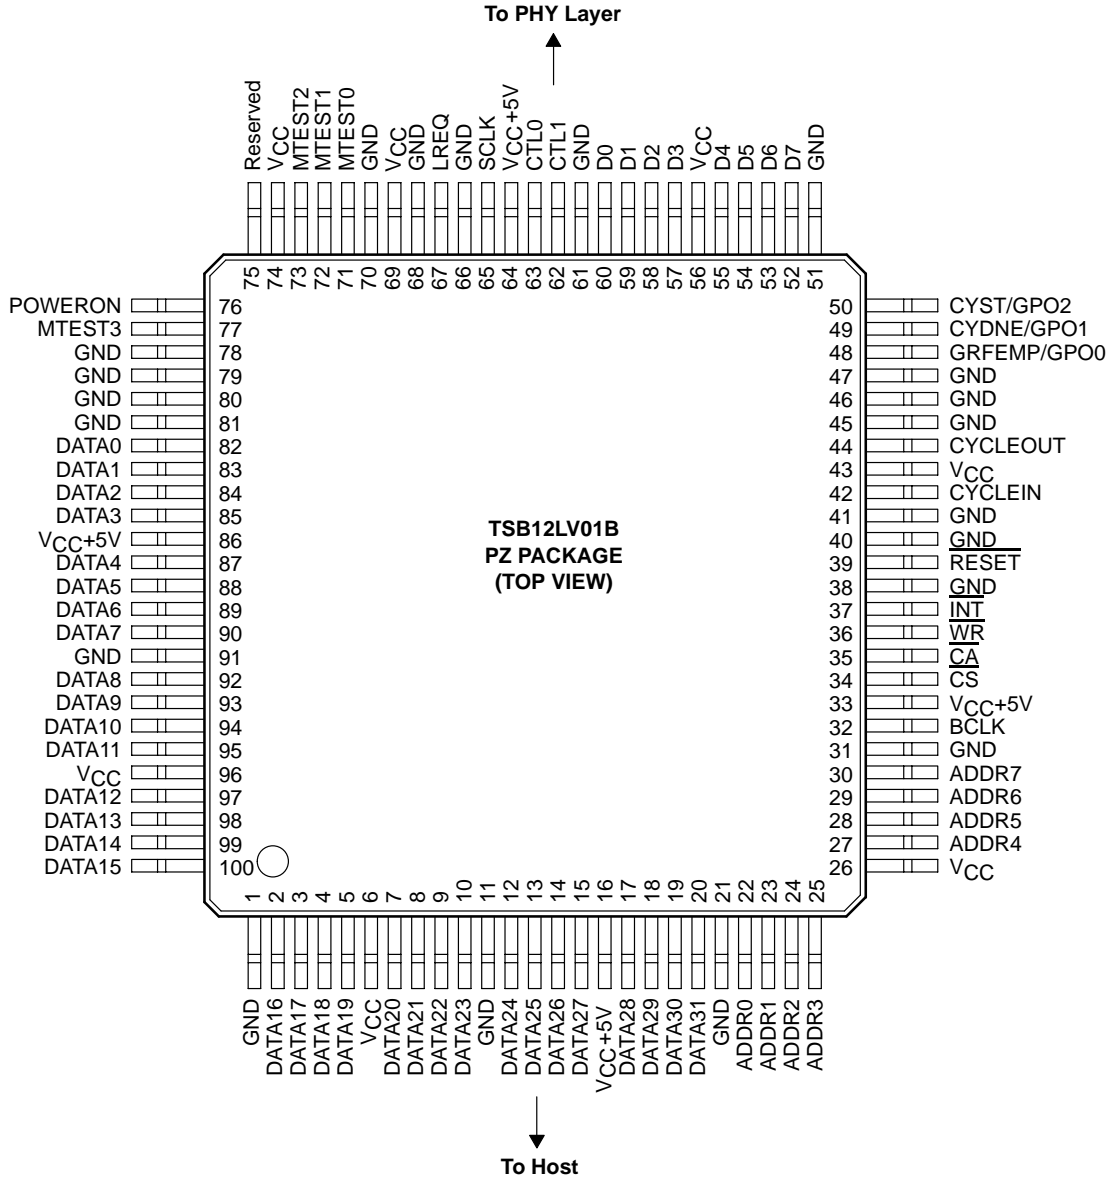 To PHY Layer
Reserved
VCC
MTEST2
MTEST1
MTEST0
GND
VCC
GND
LREQ
GND
SCLK
VCC+5V
CTL0
CTL1
GND
D0
D1
D2
D3
VCC
D4
D5
D6
D7
GND
75 74 73 72 71 70 69 68 67 66 65 64 63 62 61 60 59 58 57 56 55 54 53 52 51
POWERON 76
MTEST3 77
GND 78
GND 79
GND 80
GND 81
DATA0 82
DATA1 83
DATA2 84
DATA3 85
VCC+5V 86
DATA4 87
DATA5 88
DATA6 89
DATA7 90
GND 91
DATA8 92
DATA9 93
DATA10 94
DATA11 95
VCC 96
DATA12 97
DATA13 98
DATA14 99
DATA15 100
TSB12LV01B
PZ PACKAGE
(TOP VIEW)
50 CYST/GPO2
49 CYDNE/GPO1
48 GRFEMP/GPO0
47 GND
46 GND
45 GND
44 CYCLEOUT
43 VCC
42 CYCLEIN
41 GND
40 GND
39 RESET
38 GND
37 INT
36 WR
35 CA
34 CS
33 VCC+5V
32 BCLK
31 GND
30 ADDR7
29 ADDR6
28 ADDR5
27 ADDR4
26 VCC
1 2 3 4 5 6 7 8 9 10 11 12 13 14 15 16 17 18 19 20 21 22 23 24 25
GND
DATA16
DATA17
DATA18
DATA19
VCC
DATA20
DATA21
DATA22
DATA23
GND
DATA24
DATA25
DATA26
DATA27
VCC+5V
DATA28
DATA29
DATA30
DATA31
GND
ADDR0
ADDR1
ADDR2
ADDR3
To Host